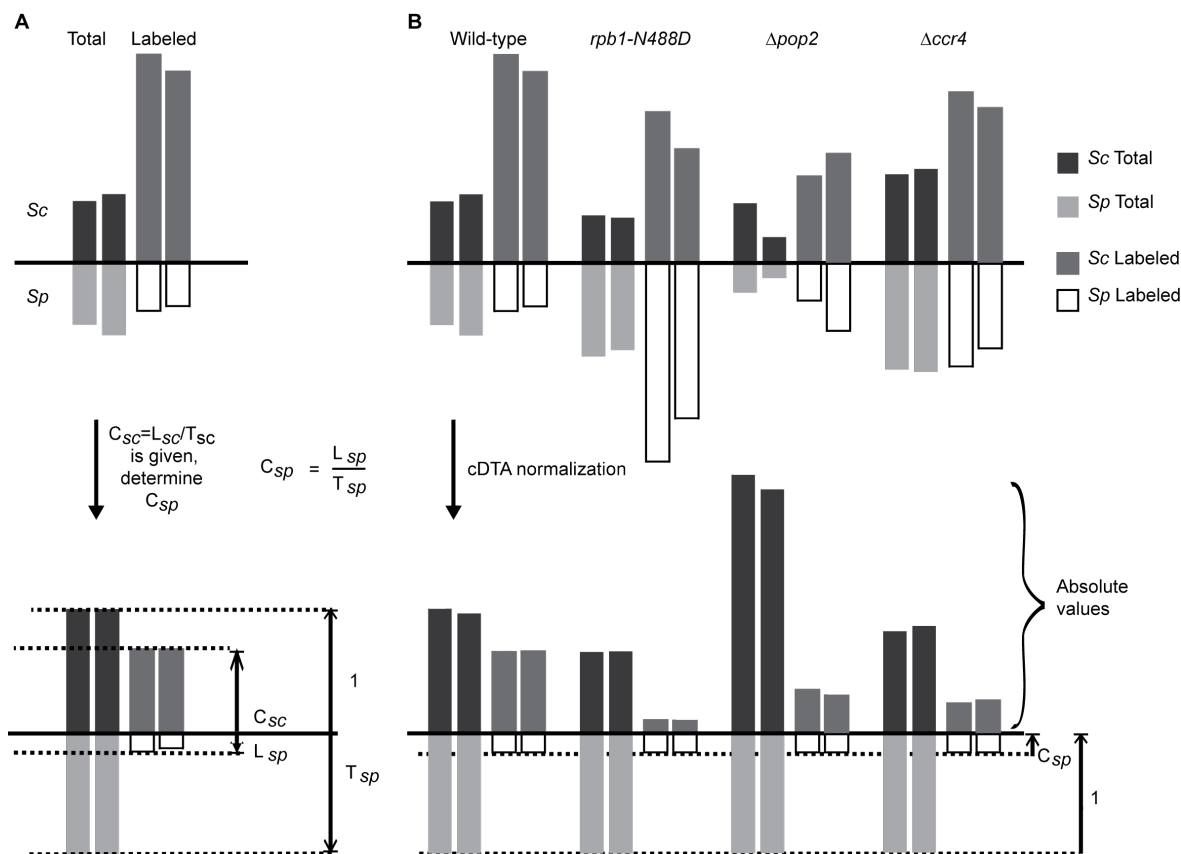 A
B
Total Labeled
Wild-type rpb1-N488D Δpop2 Δccr4
Sc
Sp
Sc Total
Sp Total
Sc Labeled
Sp Labeled
Csc=Lsc/Tsc
is given,
determine
Csp
Csp = Lsp
Tsp
cDTA normalization
Csc
Lsp
1
Tsp
Absolute
values
Csp
1